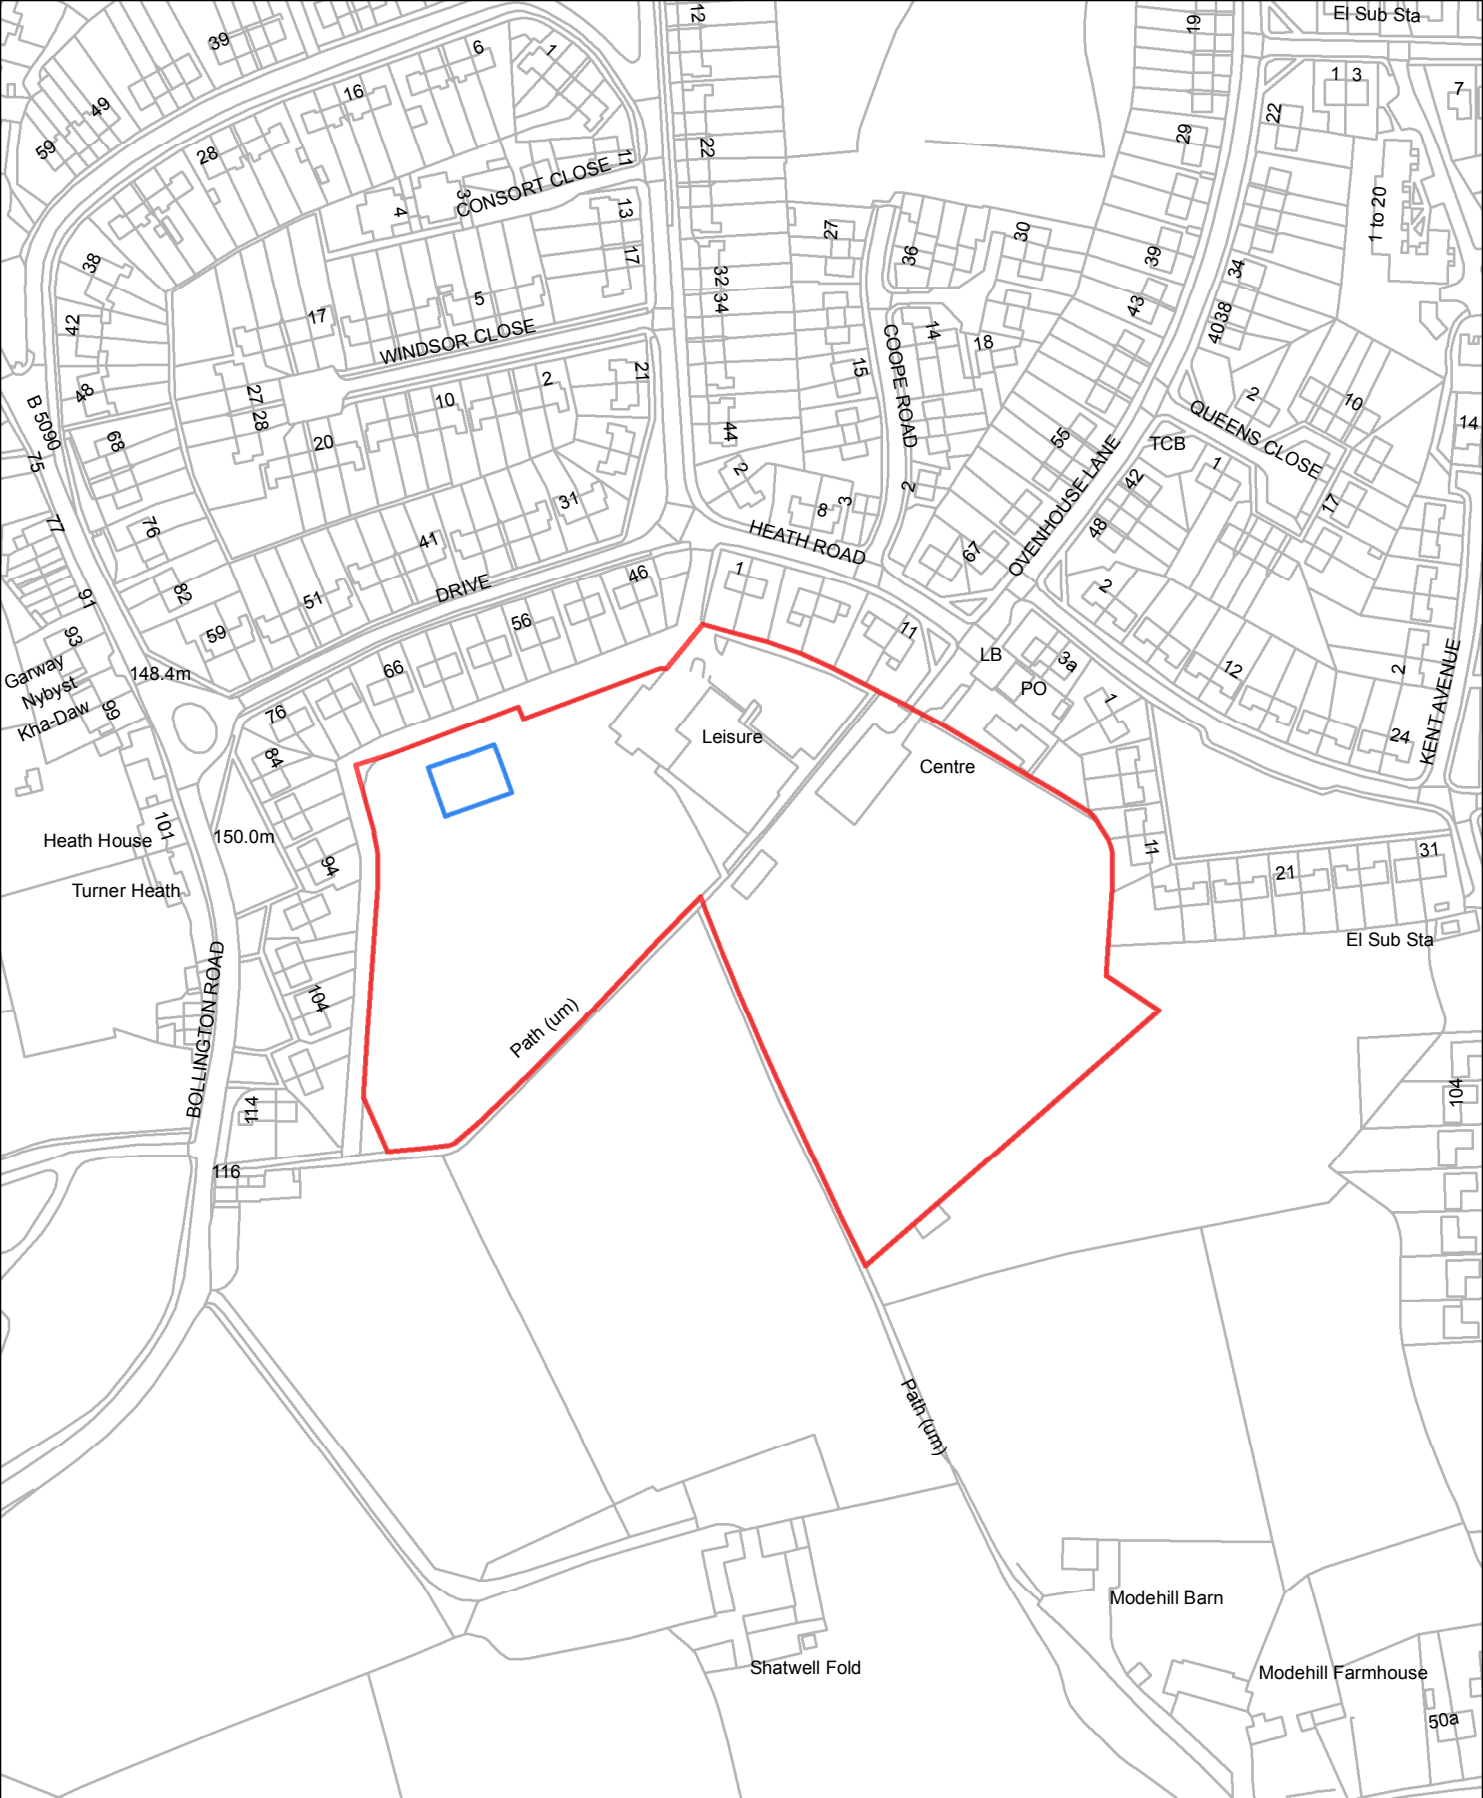 El Sub Sta
12
19
39
6
1
1
3
7
16
49
22
22
29
59
28
11
3
CONSORT CLOSE
4
13
27
30
1 to 20
36
39
17
38
32
34
34
5
43
17
38
40
42
WINDSOR CLOSE
COOPE ROAD
14
18
21
15
2
2
10
48
27
28
10
B 5090
QUEENS CLOSE
14
44
55
TCB
68
20
75
2
1
42
OVENHOUSE LANE
2
31
8
3
17
77
76
48
41
HEATH ROAD
67
46
1
DRIVE
2
82
91
51
56
93
59
11
LB
3a
12
2
Garway
148.4m
66
PO
Nybyst
1
KENT AVENUE
Kha-Daw
99
76
Leisure
24
84
Centre
101
Heath House
150.0m
11
31
94
21
Turner Heath
El Sub Sta
BOLLINGTON ROAD
104
Path (um)
104
114
116
Path (um)
Modehill Barn
Shatwell Fold
Modehill Farmhouse
50a